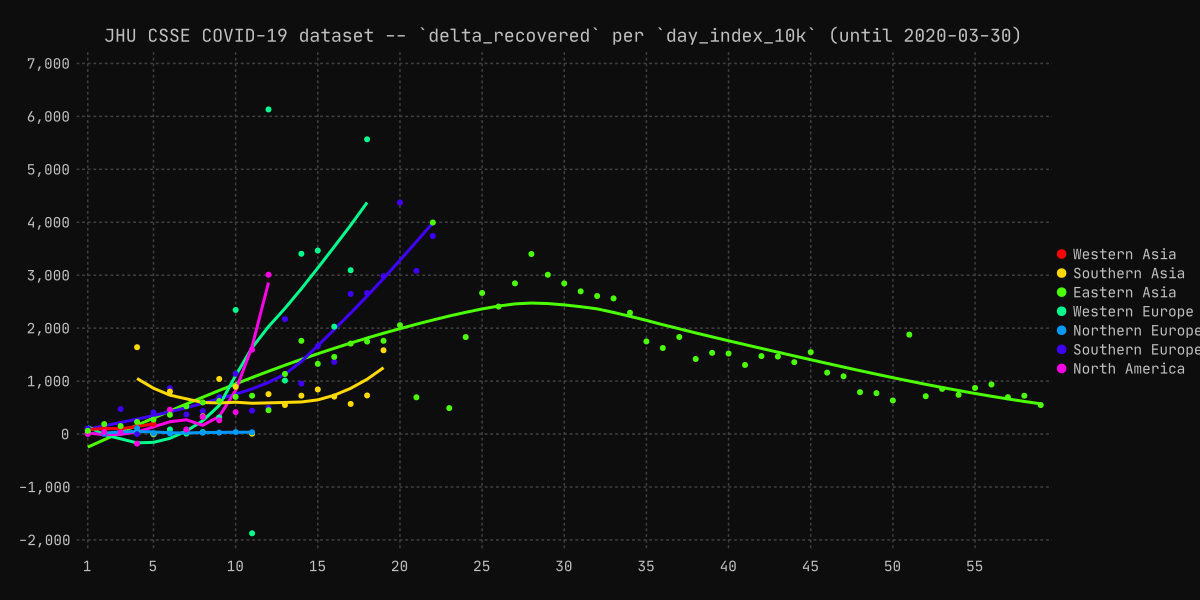 JHU CSSE COVID-19 dataset -- `delta_recovered` per `day_index_10k` (until 2020-03-30)
7,000
6,000
5,000
4,000
3,000
2,000
1,000
0
-1,000
-2,000
1 5 10 15 20 25 30 35 40 45 50 55
Western Asia
Southern Asia
Eastern Asia
Western Europe
Northern Europe
Southern Europe
North America